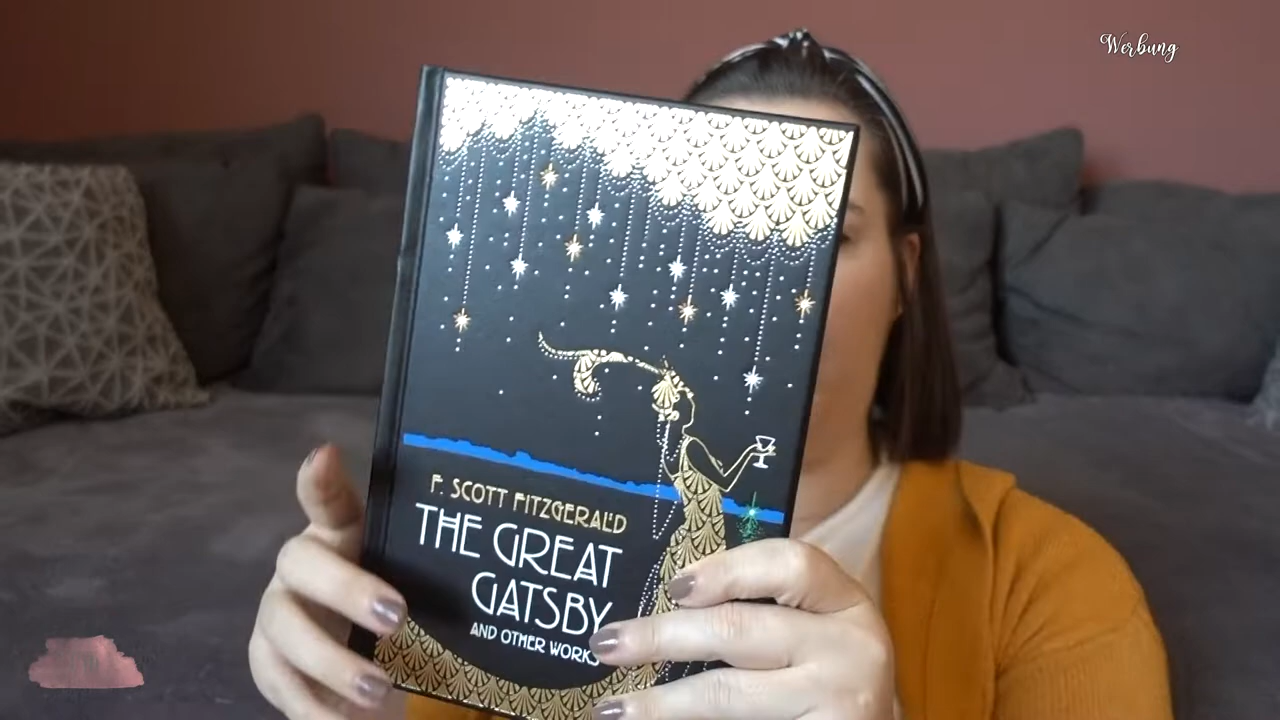 Werbung
F. SCOTT FITZGERALD
THE GREAT
GATSBY
AND OTHER WORKS